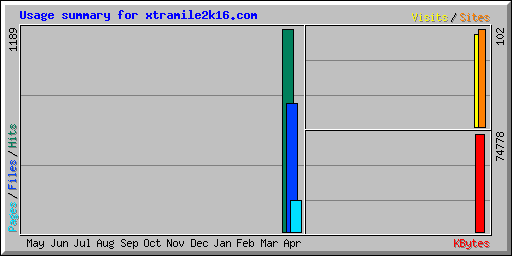 Usage summary for xtramile2k16.com
Visits/Sites
1189
102
Pages/Files/Hits
74778
May Jun Jul Aug Sep Oct Nov Dec Jan Feb Mar Apr
KBytes